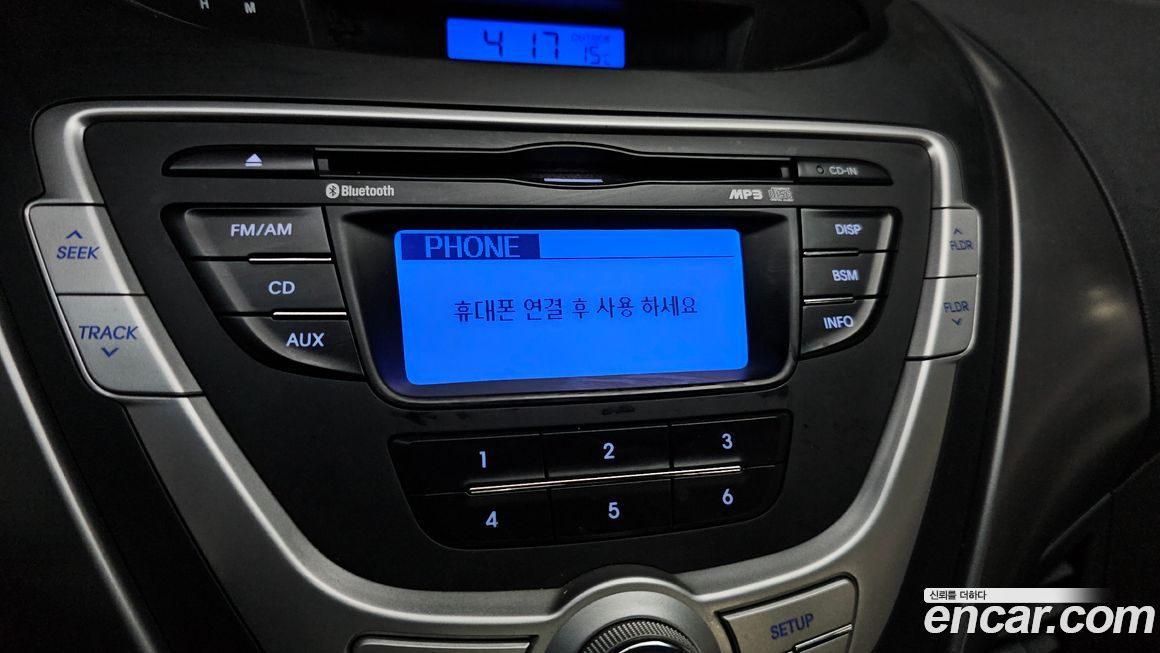 H M
4:17 OUTSIDE 15℃
CD-IN
Bluetooth MP3
SEEK
TRACK
FM/AM
CD
AUX
PHONE
휴대폰 연결 후 사용 하세요
DISP
BSM
INFO
FLDR
FLDR
1 2 3
4 5 6
SETUP
신뢰를 더하다
encar.com